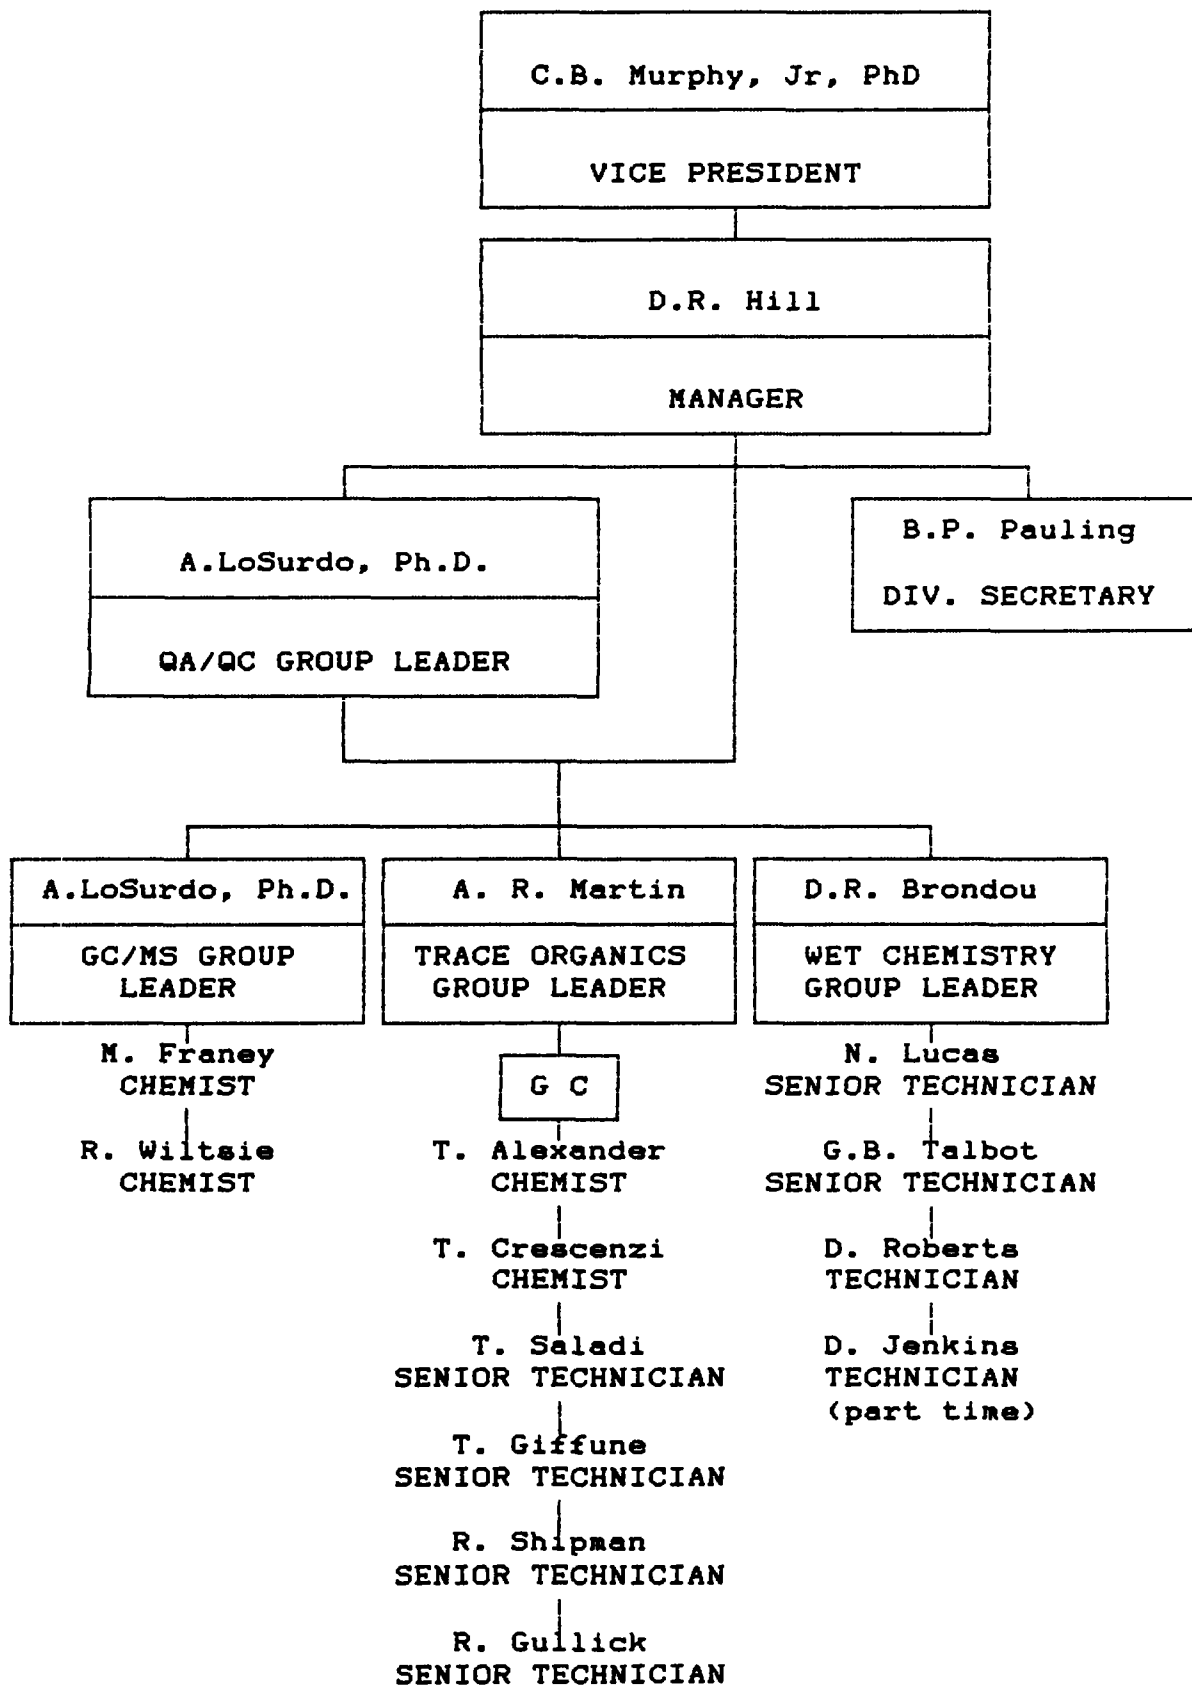 C.B. Murphy, Jr, PhD
VICE PRESIDENT
D.R. Hill
MANAGER
A.LoSurdo, Ph.D.
QA/QC GROUP LEADER
B.P. Pauling
DIV. SECRETARY
A.LoSurdo, Ph.D.
GC/MS GROUP
LEADER
M. Franey
CHEMIST
R. Wiltsie
CHEMIST
A. R. Martin
TRACE ORGANICS
GROUP LEADER
G C
T. Alexander
CHEMIST
T. Crescenzi
CHEMIST
T. Saladi
SENIOR TECHNICIAN
T. Giffune
SENIOR TECHNICIAN
R. Shipman
SENIOR TECHNICIAN
R. Gullick
SENIOR TECHNICIAN
D.R. Brondou
WET CHEMISTRY
GROUP LEADER
N. Lucas
SENIOR TECHNICIAN
G.B. Talbot
SENIOR TECHNICIAN
D. Roberts
TECHNICIAN
D. Jenkins
TECHNICIAN
(part time)